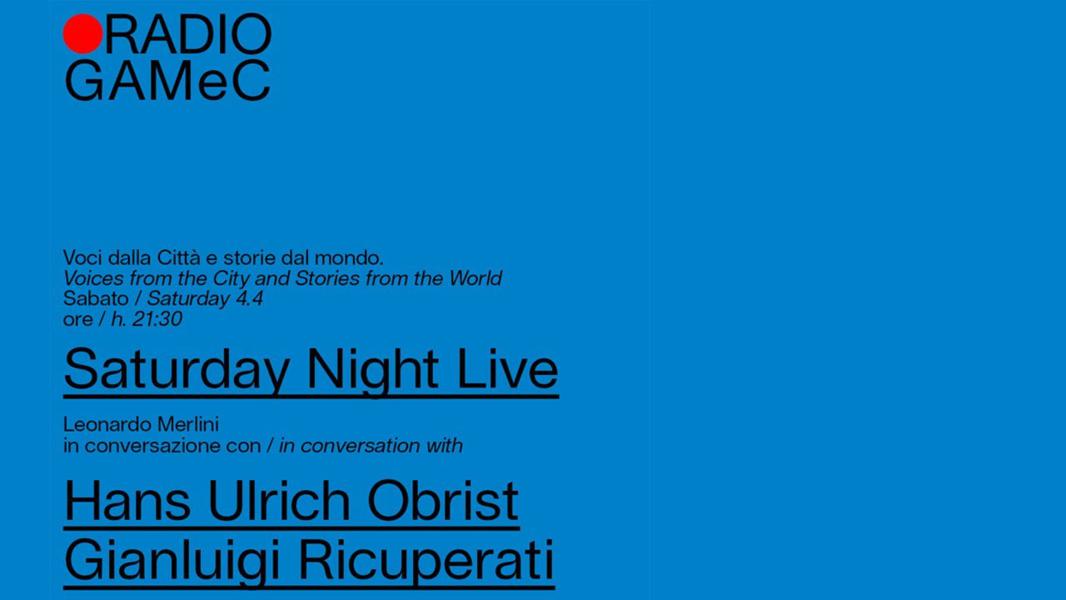 RADIO
GAMeC
Voci dalla Città e storie dal mondo.
Voices from the City and Stories from the World
Sabato / Saturday 4.4
ore / h. 21:30
Saturday Night Live
Leonardo Merlini
in conversazione con / in conversation with
Hans Ulrich Obrist
Gianluigi Ricuperati